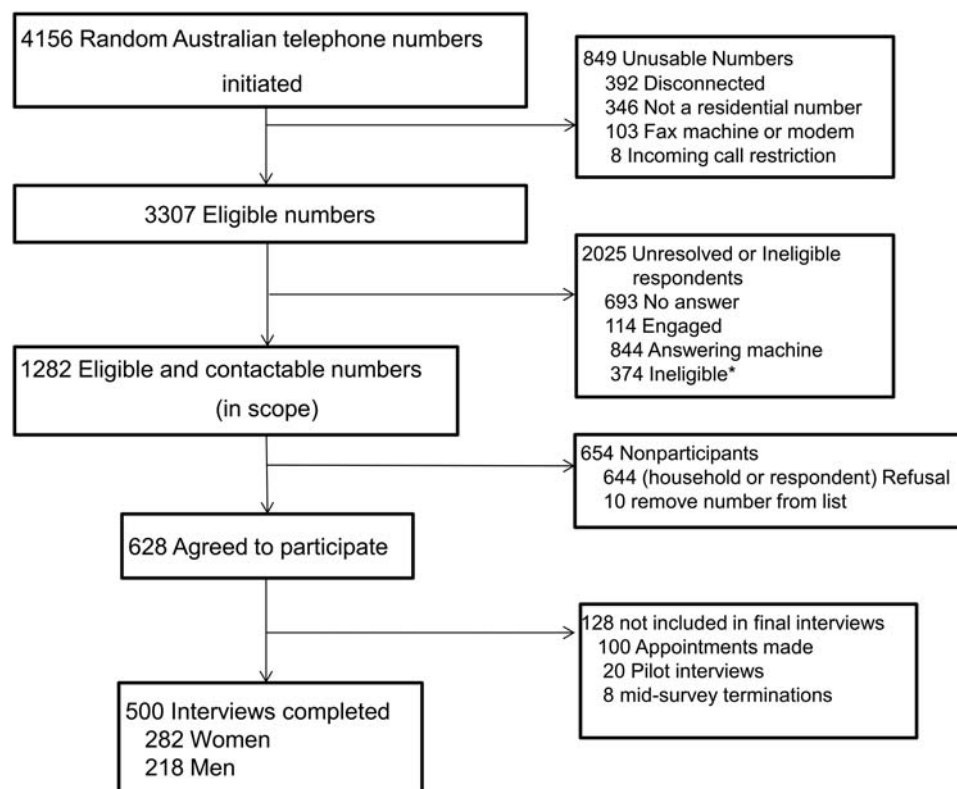 4156 Random Australian telephone numbers
initiated
849 Unusable Numbers
392 Disconnected
346 Not a residential number
103 Fax machine or modem
8 Incoming call restriction
3307 Eligible numbers
2025 Unresolved or Ineligible
respondents
693 No answer
114 Engaged
844 Answering machine
374 Ineligible*
1282 Eligible and contactable numbers
(in scope)
654 Nonparticipants
644 (household or respondent) Refusal
10 remove number from list
628 Agreed to participate
128 not included in final interviews
100 Appointments made
20 Pilot interviews
8 mid-survey terminations
500 Interviews completed
282 Women
218 Men